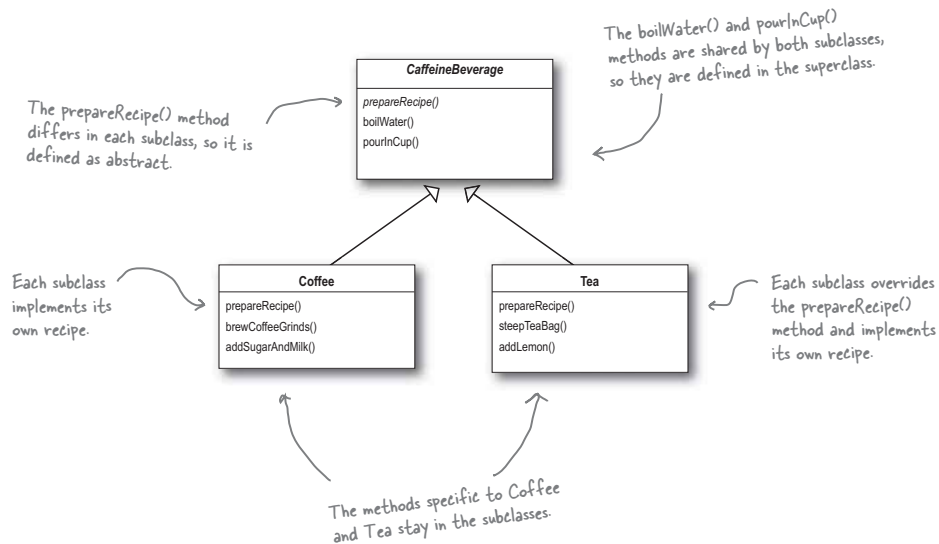 The boilWater() and pourInCup()
methods are shared by both subclasses,
so they are defined in the superclass.
CaffeineBeverage
prepareRecipe()
boilWater()
pourInCup()
The prepareRecipe() method
differs in each subclass, so it is
defined as abstract.
Each subclass
implements its
own recipe.
Coffee
prepareRecipe()
brewCoffeeGrinds()
addSugarAndMilk()
Tea
prepareRecipe()
steepTeaBag()
addLemon()
Each subclass overrides
the prepareRecipe()
method and implements
its own recipe.
The methods specific to Coffee
and Tea stay in the subclasses.